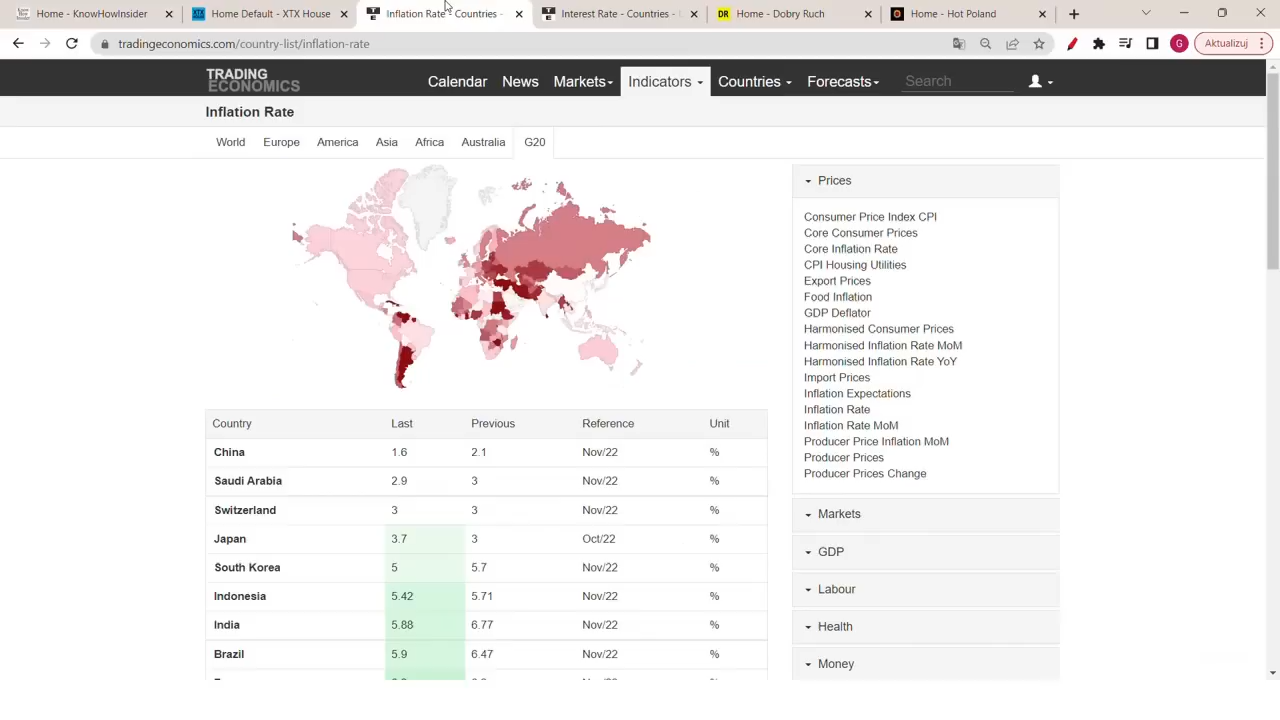 Home - KnowHowInsider
Home Default - XTX House
Inflation Rate - Countries -
Interest Rate - Countries -
Home - Dobry Ruch
Home - Hot Poland
tradingeconomics.com/country-list/inflation-rate
G
Aktualizuj
TRADING
ECONOMICS
Calendar News Markets Indicators Countries Forecasts Search
Inflation Rate
World Europe America Asia Africa Australia G20
Country Last Previous Reference Unit
China 1.6 2.1 Nov/22 %
Saudi Arabia 2.9 3 Nov/22 %
Switzerland 3 3 Nov/22 %
Japan 3.7 3 Oct/22 %
South Korea 5 5.7 Nov/22 %
Indonesia 5.42 5.71 Nov/22 %
India 5.88 6.77 Nov/22 %
Brazil 5.9 6.47 Nov/22 %
Prices
Consumer Price Index CPI
Core Consumer Prices
Core Inflation Rate
CPI Housing Utilities
Export Prices
Food Inflation
GDP Deflator
Harmonised Consumer Prices
Harmonised Inflation Rate MoM
Harmonised Inflation Rate YoY
Import Prices
Inflation Expectations
Inflation Rate
Inflation Rate MoM
Producer Price Inflation MoM
Producer Prices
Producer Prices Change
Markets
GDP
Labour
Health
Money